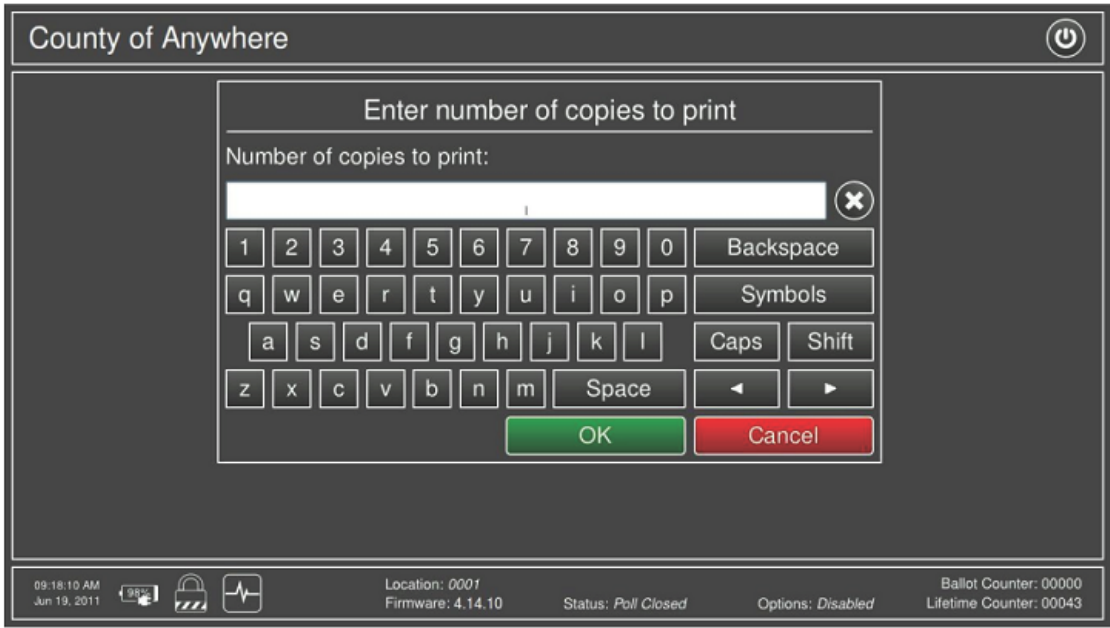 County of Anywhere
Enter number of copies to print
Number of copies to print:
1 2 3 4 5 6 7 8 9 0 Backspace
q w e r t y u i o p Symbols
a s d f g h j k l Caps Shift
z x c v b n m Space ◄ ►
OK Cancel
09:18:10 AM
Jun 19, 2011
98%
Location: 0001
Firmware: 4.14.10
Status: Poll Closed
Options: Disabled
Ballot Counter: 00000
Lifetime Counter: 00043